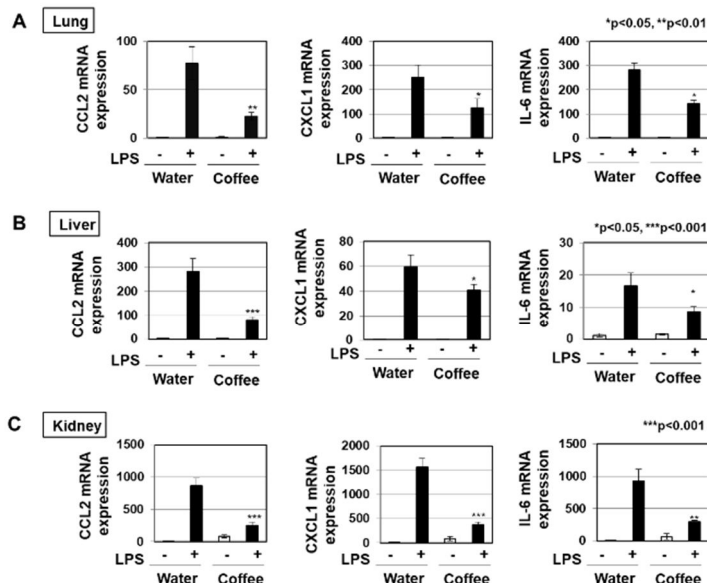 A Lung *p<0.05, **p<0.01
CCL2 mRNA expression
100
50
0
**
LPS - + - +
Water Coffee
CXCL1 mRNA expression
400
300
200
100
0
*
- + - +
Water Coffee
IL-6 mRNA expression
400
300
200
100
0
*
- + - +
Water Coffee
B Liver *p<0.05, ***p<0.001
CCL2 mRNA expression
400
300
200
100
0
***
LPS - + - +
Water Coffee
CXCL1 mRNA expression
80
60
40
20
0
*
LPS - + - +
Water Coffee
IL-6 mRNA expression
30
20
10
0
*
LPS - + - +
Water Coffee
C Kidney ***p<0.001
CCL2 mRNA expression
1500
1000
500
0
***
LPS - + - +
Water Coffee
CXCL1 mRNA expression
2000
1500
1000
500
0
***
LPS - + - +
Water Coffee
IL-6 mRNA expression
1500
1000
500
0
**
LPS - + - +
Water Coffee